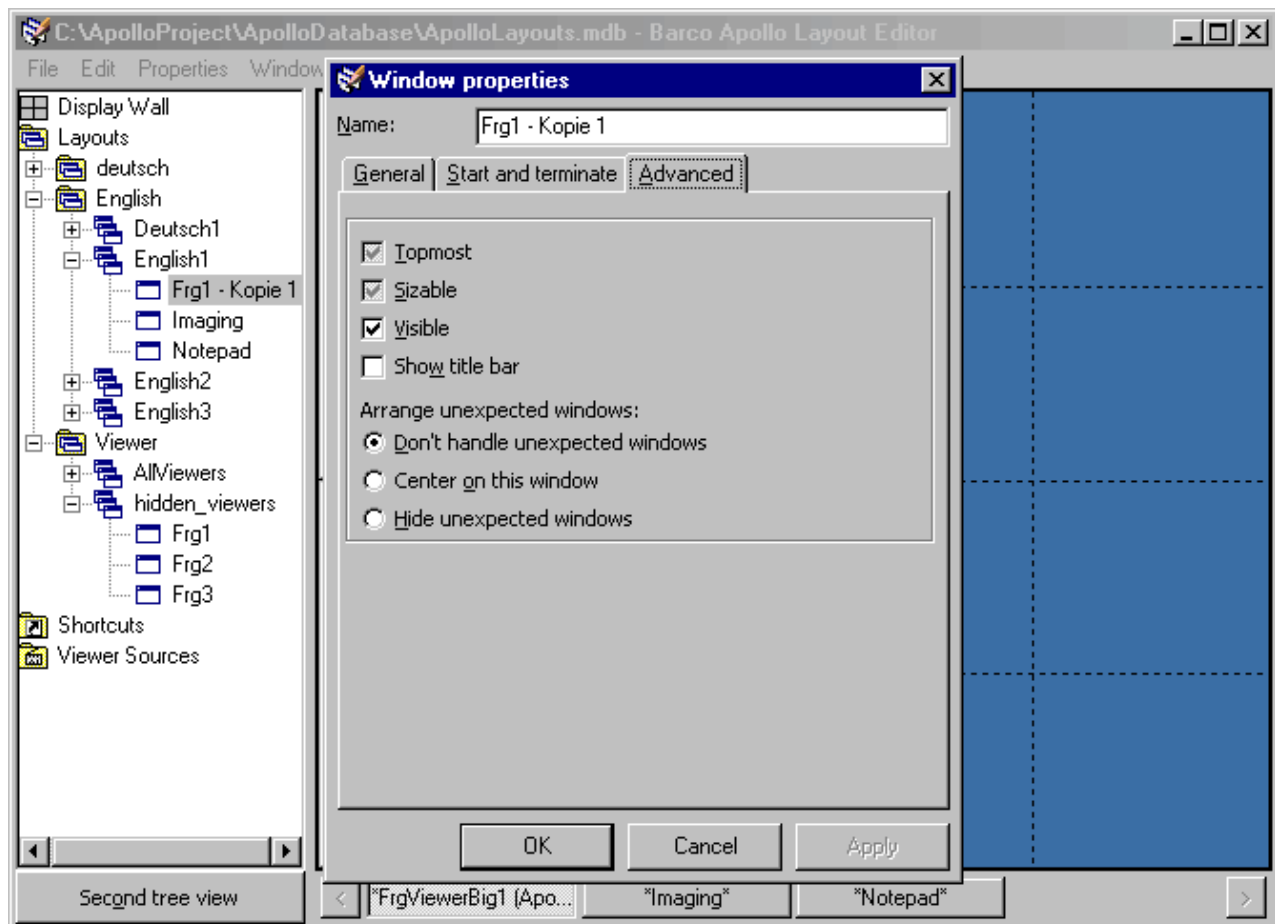 C:\ApolloProject\ApolloDatabase\ApolloLayouts.mdb - Barco Apollo Layout Editor
File Edit Properties Window
Display Wall
Layouts
deutsch
English
Deutsch1
English1
Frg1 - Kopie 1
Imaging
Notepad
English2
English3
Viewer
AllViewers
hidden_viewers
Frg1
Frg2
Frg3
Shortcuts
Viewer Sources
Second tree view
Window properties
Name: Frg1 - Kopie 1
General Start and terminate Advanced
Topmost
Sizable
Visible
Show title bar
Arrange unexpected windows:
Don't handle unexpected windows
Center on this window
Hide unexpected windows
OK Cancel Apply
< *FrgViewerBig1 (Apo... *Imaging* *Notepad* >